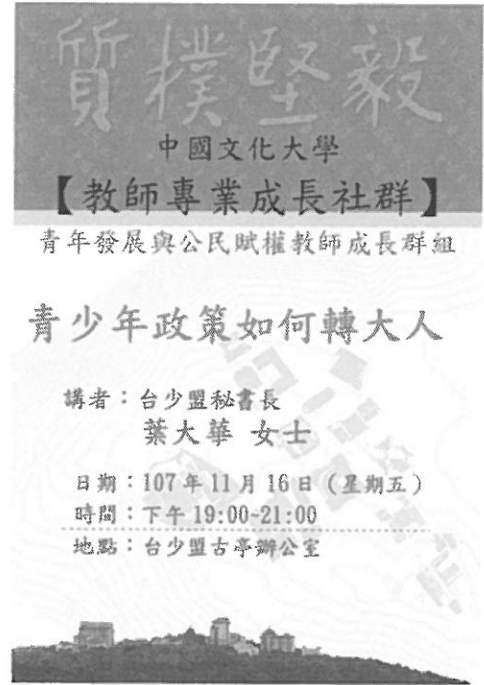 質樸堅毅
中國文化大學
【教師專業成長社群】
青年發展與公民賦權教師成長群組
青少年政策如何轉大人
講者：台少盟秘書長
葉大華 女士
日期：107年11月16日（星期五）
時間：下午19:00~21:00
地點：台少盟古亭辦公室